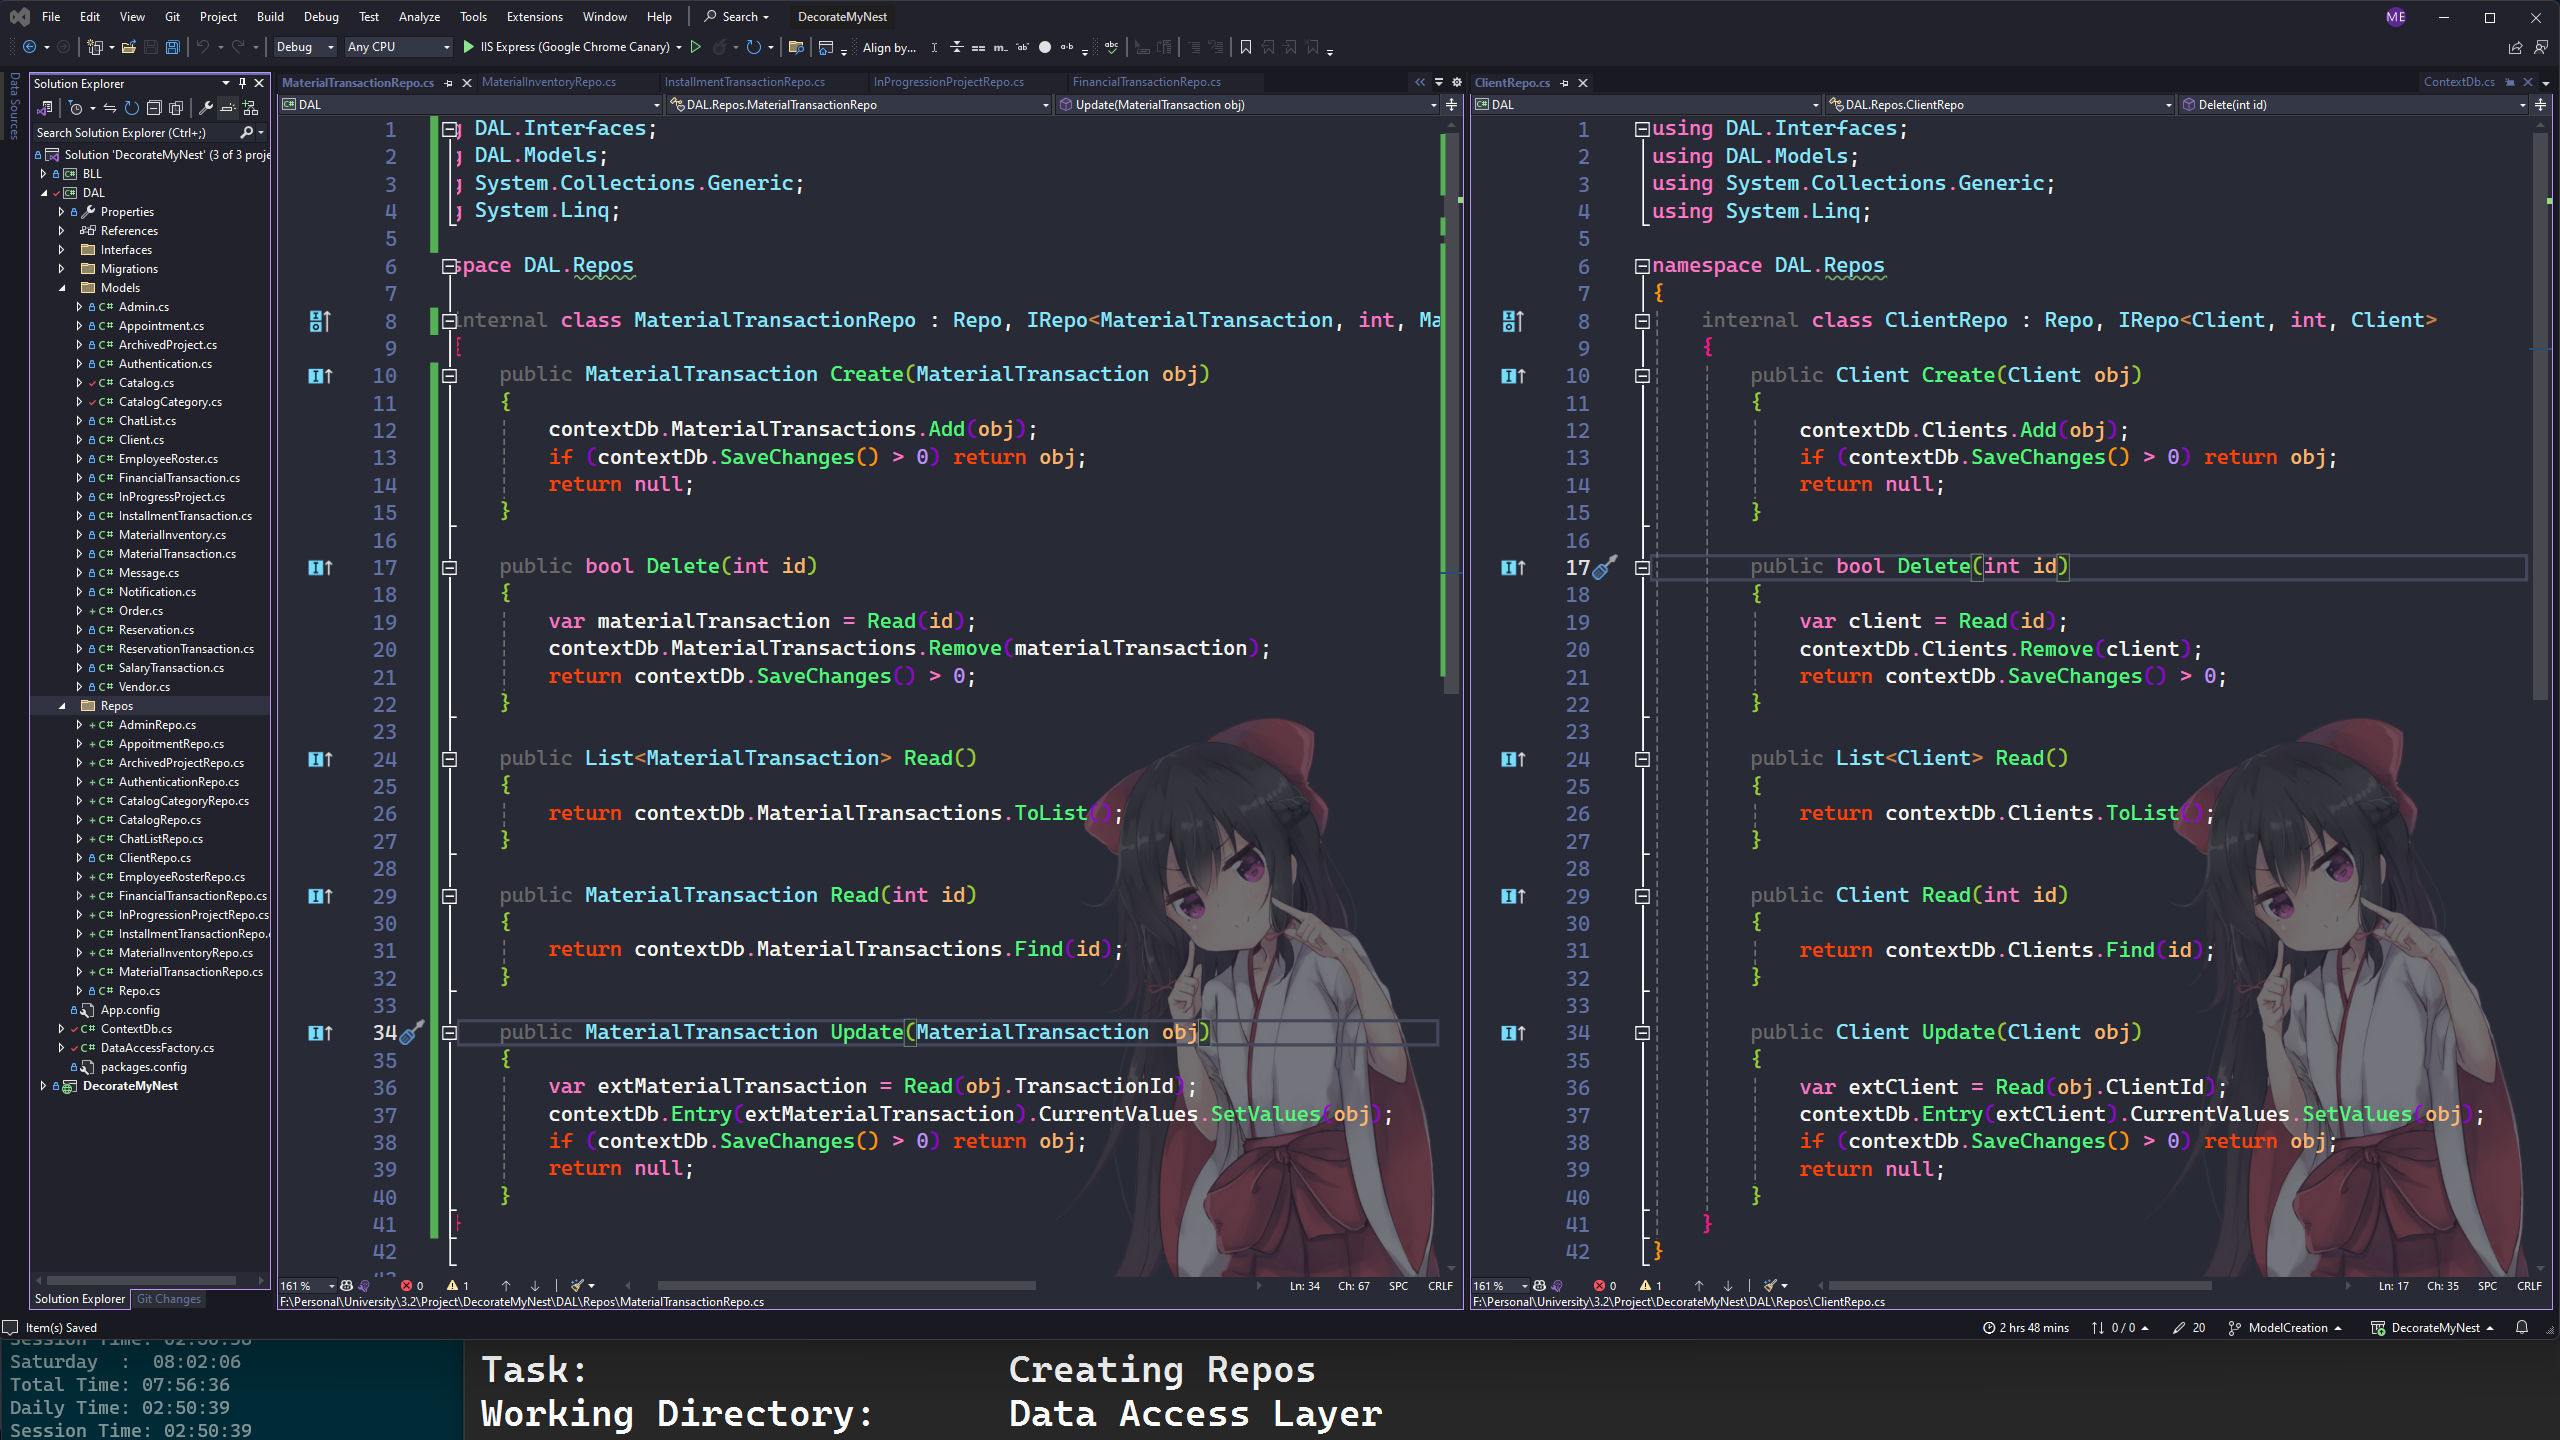 File Edit View Git Project Build Debug Test Analyze Tools Extensions Window Help Search DecorateMyNest ME
Debug Any CPU IIS Express (Google Chrome Canary) Align by...
Data Sources
Solution Explorer
Search Solution Explorer (Ctrl+;)
Solution 'DecorateMyNest' (3 of 3 proje
BLL
DAL
Properties
References
Interfaces
Migrations
Models
Admin.cs
Appointment.cs
ArchivedProject.cs
Authentication.cs
Catalog.cs
CatalogCategory.cs
ChatList.cs
Client.cs
EmployeeRoster.cs
FinancialTransaction.cs
InProgressProject.cs
InstallmentTransaction.cs
MaterialInventory.cs
MaterialTransaction.cs
Message.cs
Notification.cs
Order.cs
Reservation.cs
ReservationTransaction.cs
SalaryTransaction.cs
Vendor.cs
Repos
AdminRepo.cs
AppoitmentRepo.cs
ArchivedProjectRepo.cs
AuthenticationRepo.cs
CatalogCategoryRepo.cs
CatalogRepo.cs
ChatListRepo.cs
ClientRepo.cs
EmployeeRosterRepo.cs
FinancialTransactionRepo.cs
InProgressionProjectRepo.cs
InstallmentTransactionRepo.
MaterialInventoryRepo.cs
MaterialTransactionRepo.cs
Repo.cs
App.config
ContextDb.cs
DataAccessFactory.cs
packages.config
DecorateMyNest
Solution Explorer Git Changes
MaterialTransactionRepo.cs MaterialInventoryRepo.cs InstallmentTransactionRepo.cs InProgressionProjectRepo.cs FinancialTransactionRepo.cs
DAL DAL.Repos.MaterialTransactionRepo Update(MaterialTransaction obj)
1 g DAL.Interfaces;
2 g DAL.Models;
3 g System.Collections.Generic;
4 g System.Linq;
5
6 space DAL.Repos
7
8 internal class MaterialTransactionRepo : Repo, IRepo<MaterialTransaction, int, Ma
9 {
10 public MaterialTransaction Create(MaterialTransaction obj)
11 {
12 contextDb.MaterialTransactions.Add(obj);
13 if (contextDb.SaveChanges() > 0) return obj;
14 return null;
15 }
16
17 public bool Delete(int id)
18 {
19 var materialTransaction = Read(id);
20 contextDb.MaterialTransactions.Remove(materialTransaction);
21 return contextDb.SaveChanges() > 0;
22 }
23
24 public List<MaterialTransaction> Read()
25 {
26 return contextDb.MaterialTransactions.ToList();
27 }
28
29 public MaterialTransaction Read(int id)
30 {
31 return contextDb.MaterialTransactions.Find(id);
32 }
33
34 public MaterialTransaction Update(MaterialTransaction obj)
35 {
36 var extMaterialTransaction = Read(obj.TransactionId);
37 contextDb.Entry(extMaterialTransaction).CurrentValues.SetValues(obj);
38 if (contextDb.SaveChanges() > 0) return obj;
39 return null;
40 }
41 }
42
161 % 0 1 Ln: 34 Ch: 67 SPC CRLF
F:\Personal\University\3.2\Project\DecorateMyNest\DAL\Repos\MaterialTransactionRepo.cs
ClientRepo.cs ContextDb.cs
DAL DAL.Repos.ClientRepo Delete(int id)
1 using DAL.Interfaces;
2 using DAL.Models;
3 using System.Collections.Generic;
4 using System.Linq;
5
6 namespace DAL.Repos
7 {
8 internal class ClientRepo : Repo, IRepo<Client, int, Client>
9 {
10 public Client Create(Client obj)
11 {
12 contextDb.Clients.Add(obj);
13 if (contextDb.SaveChanges() > 0) return obj;
14 return null;
15 }
16
17 public bool Delete(int id)
18 {
19 var client = Read(id);
20 contextDb.Clients.Remove(client);
21 return contextDb.SaveChanges() > 0;
22 }
23
24 public List<Client> Read()
25 {
26 return contextDb.Clients.ToList();
27 }
28
29 public Client Read(int id)
30 {
31 return contextDb.Clients.Find(id);
32 }
33
34 public Client Update(Client obj)
35 {
36 var extClient = Read(obj.ClientId);
37 contextDb.Entry(extClient).CurrentValues.SetValues(obj);
38 if (contextDb.SaveChanges() > 0) return obj;
39 return null;
40 }
41 }
42 }
161 % 0 1 Ln: 17 Ch: 35 SPC CRLF
F:\Personal\University\3.2\Project\DecorateMyNest\DAL\Repos\ClientRepo.cs
Item(s) Saved 2 hrs 48 mins 0 / 0 20 ModelCreation DecorateMyNest
Saturday : 08:02:06
Total Time: 07:56:36
Daily Time: 02:50:39
Session Time: 02:50:39
Task: Creating Repos
Working Directory: Data Access Layer